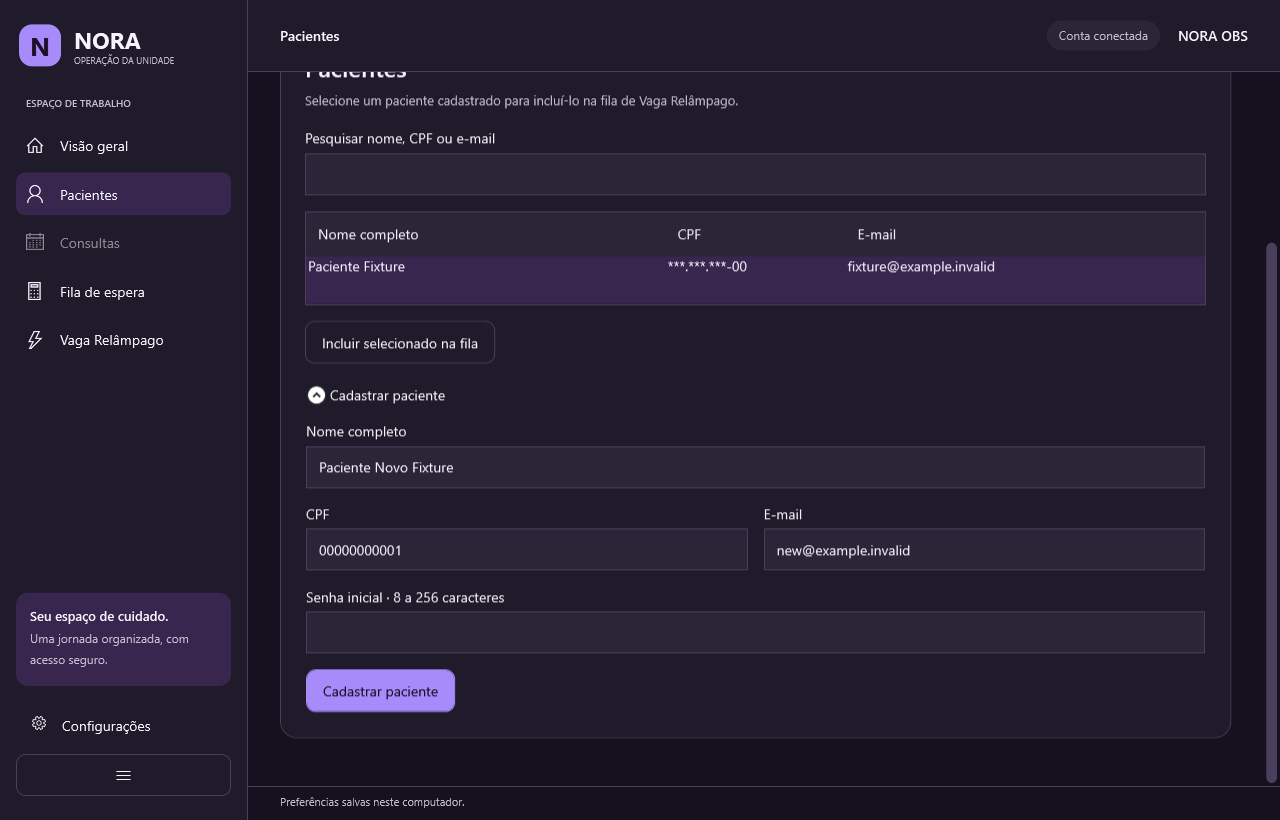 N
NORA
OPERAÇÃO DA UNIDADE
ESPAÇO DE TRABALHO
Visão geral
Pacientes
Consultas
Fila de espera
Vaga Relâmpago
Seu espaço de cuidado.
Uma jornada organizada, com
acesso seguro.
Configurações
Pacientes
Conta conectada
NORA OBS
Pacientes
Selecione um paciente cadastrado para incluí-lo na fila de Vaga Relâmpago.
Pesquisar nome, CPF ou e-mail
Nome completo CPF E-mail
Paciente Fixture ***.***.***-00 fixture@example.invalid
Incluir selecionado na fila
Cadastrar paciente
Nome completo
Paciente Novo Fixture
CPF E-mail
00000000001 new@example.invalid
Senha inicial · 8 a 256 caracteres
Cadastrar paciente
Preferências salvas neste computador.